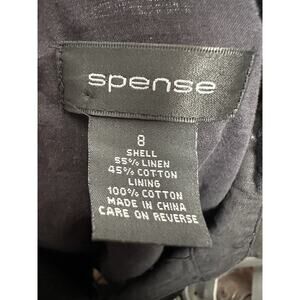 spense
8
SHELL
55% LINEN
45% COTTON
LINING
100% COTTON
MADE IN CHINA
CARE ON REVERSE